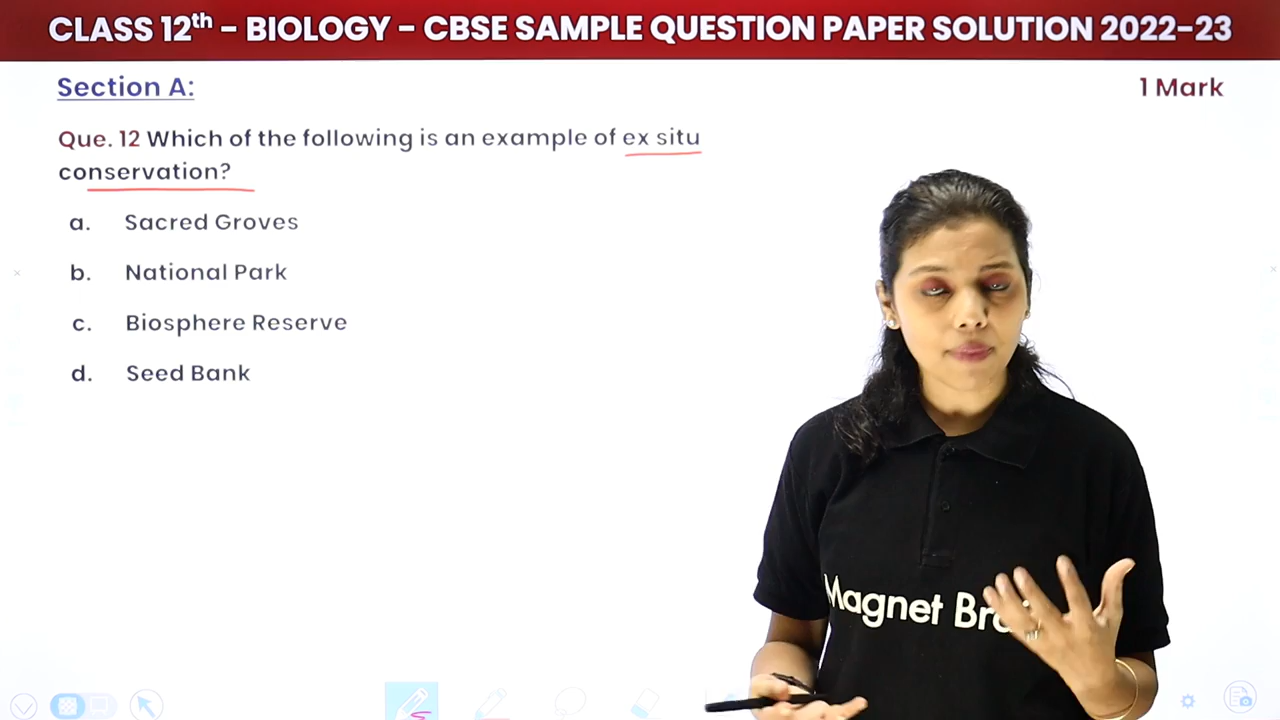 CLASS 12th – BIOLOGY – CBSE SAMPLE QUESTION PAPER SOLUTION 2022-23
Section A:
1 Mark
Que. 12 Which of the following is an example of ex situ
conservation?
a. Sacred Groves
b. National Park
c. Biosphere Reserve
d. Seed Bank
Magnet Bra